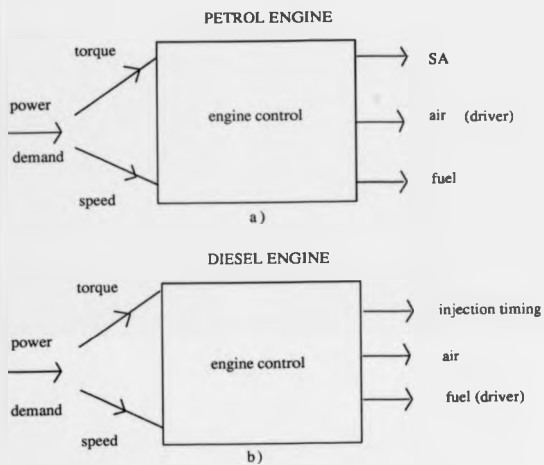 PETROL ENGINE
torque
SA
power
engine control
air (driver)
demand
fuel
speed
a)
DIESEL ENGINE
torque
injection timing
power
air
engine control
demand
fuel (driver)
speed
b)